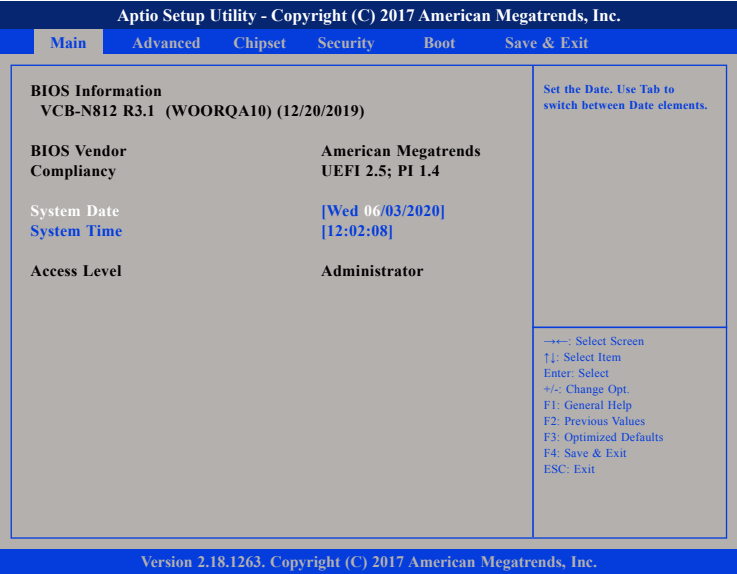 Aptio Setup Utility - Copyright (C) 2017 American Megatrends, Inc.
Main Advanced Chipset Security Boot Save & Exit
BIOS Information
VCB-N812 R3.1 (WOORQA10) (12/20/2019)
BIOS Vendor American Megatrends
Compliancy UEFI 2.5; PI 1.4
System Date [Wed 06/03/2020]
System Time [12:02:08]
Access Level Administrator
Set the Date. Use Tab to
switch between Date elements.
→←: Select Screen
↑↓: Select Item
Enter: Select
+/-: Change Opt.
F1: General Help
F2: Previous Values
F3: Optimized Defaults
F4: Save & Exit
ESC: Exit
Version 2.18.1263. Copyright (C) 2017 American Megatrends, Inc.